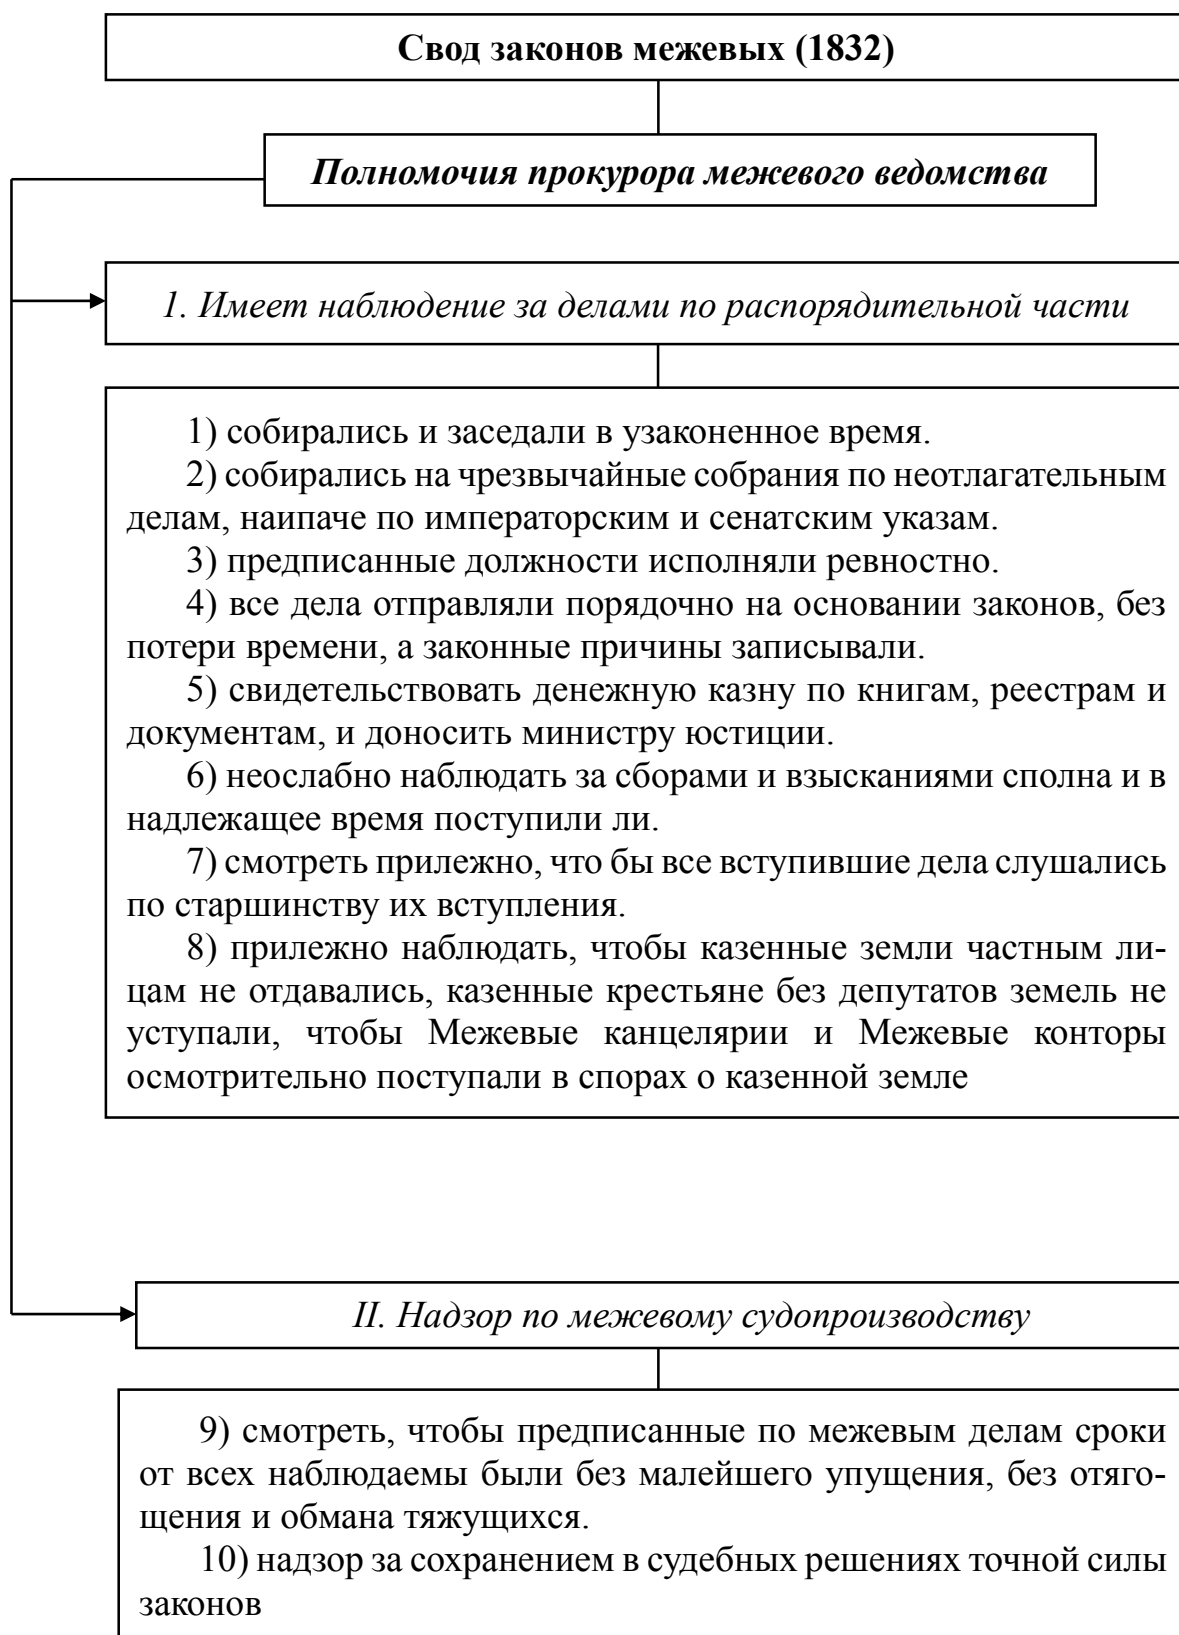 Свод законов межевых (1832)
Полномочия прокурора межевого ведомства
1. Имеет наблюдение за делами по распорядительной части
1) собирались и заседали в узаконенное время.
2) собирались на чрезвычайные собрания по неотлагательным
делам, наипаче по императорским и сенатским указам.
3) предписанные должности исполняли ревностно.
4) все дела отправляли порядочно на основании законов, без
потери времени, а законные причины записывали.
5) свидетельствовать денежную казну по книгам, реестрам и
документам, и доносить министру юстиции.
6) неослабно наблюдать за сборами и взысканиями сполна и в
надлежащее время поступили ли.
7) смотреть прилежно, что бы все вступившие дела слушались
по старшинству их вступления.
8) прилежно наблюдать, чтобы казенные земли частным ли-
цам не отдавались, казенные крестьяне без депутатов земель не
уступали, чтобы Межевые канцелярии и Межевые конторы
осмотрительно поступали в спорах о казенной земле
II. Надзор по межевому судопроизводству
9) смотреть, чтобы предписанные по межевым делам сроки
от всех наблюдаемы были без малейшего упущения, без отяго-
щения и обмана тяжущихся.
10) надзор за сохранением в судебных решениях точной силы
законов